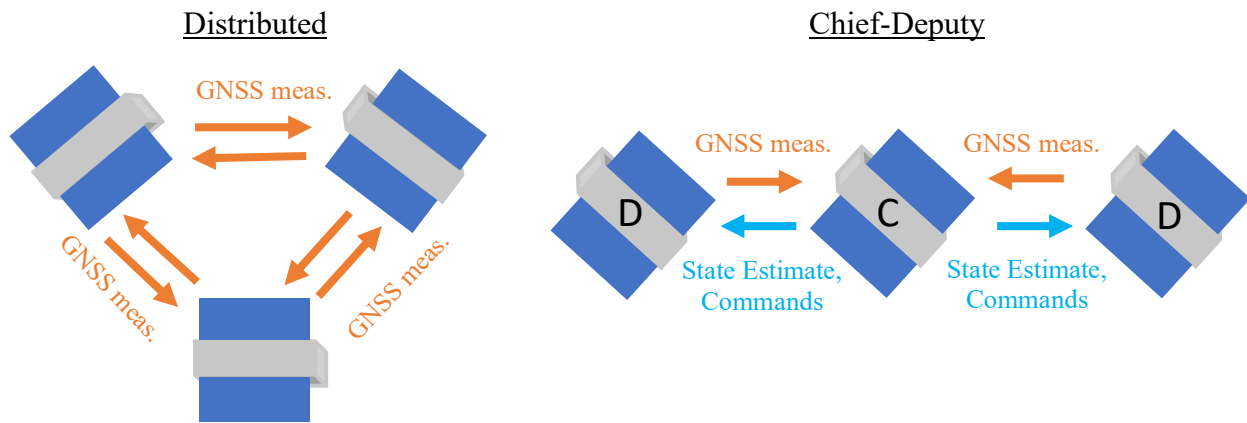 Distributed
GNSS meas.
GNSS meas.
GNSS meas.
Chief-Deputy
GNSS meas.
GNSS meas.
D
C
D
State Estimate,
Commands
State Estimate,
Commands